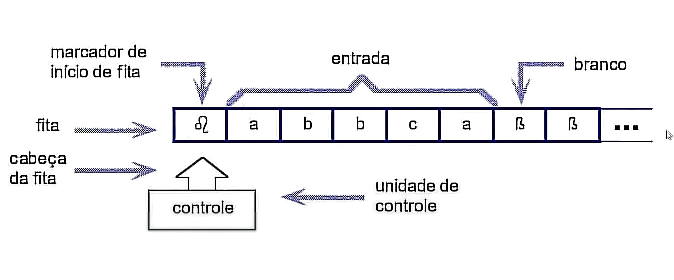 marcador de
início de fita
entrada
branco
fita
♌ a b b c a ß ß ...
cabeça
da fita
controle
unidade de
controle